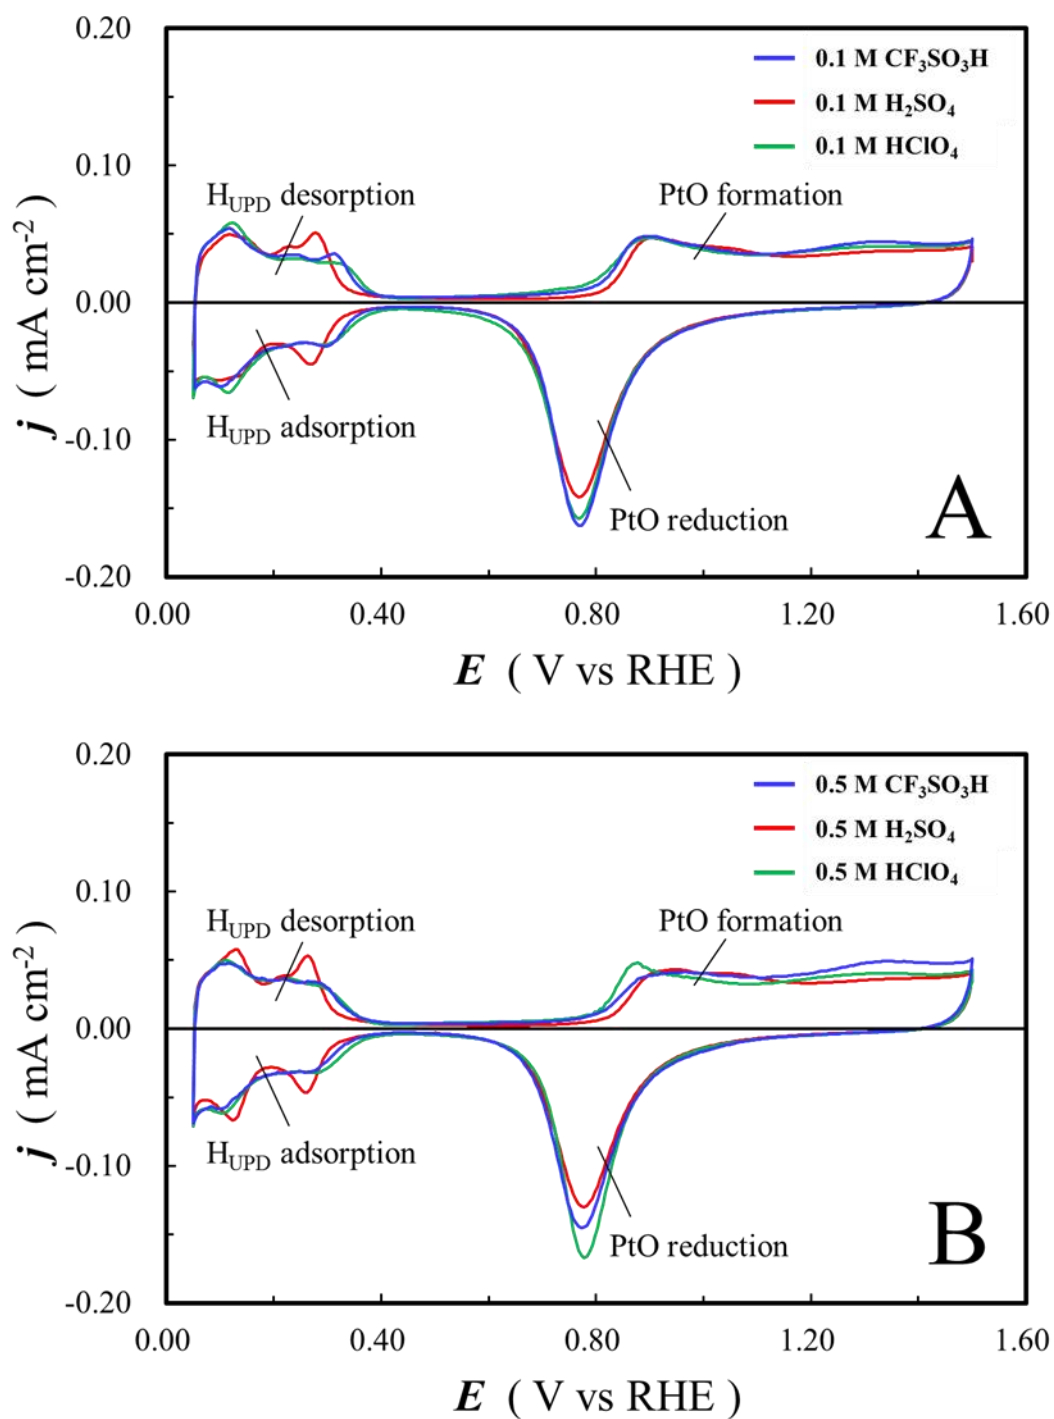 0.20
0.1 M CF₃SO₃H
0.1 M H₂SO₄
0.1 M HClO₄
0.10
H_UPD desorption
PtO formation
0.00
j ( mA cm⁻² )
H_UPD adsorption
-0.10
PtO reduction
A
-0.20
0.00 0.40 0.80 1.20 1.60
E ( V vs RHE )
0.20
0.5 M CF₃SO₃H
0.5 M H₂SO₄
0.5 M HClO₄
0.10
H_UPD desorption
PtO formation
0.00
j ( mA cm⁻² )
H_UPD adsorption
-0.10
PtO reduction
B
-0.20
0.00 0.40 0.80 1.20 1.60
E ( V vs RHE )